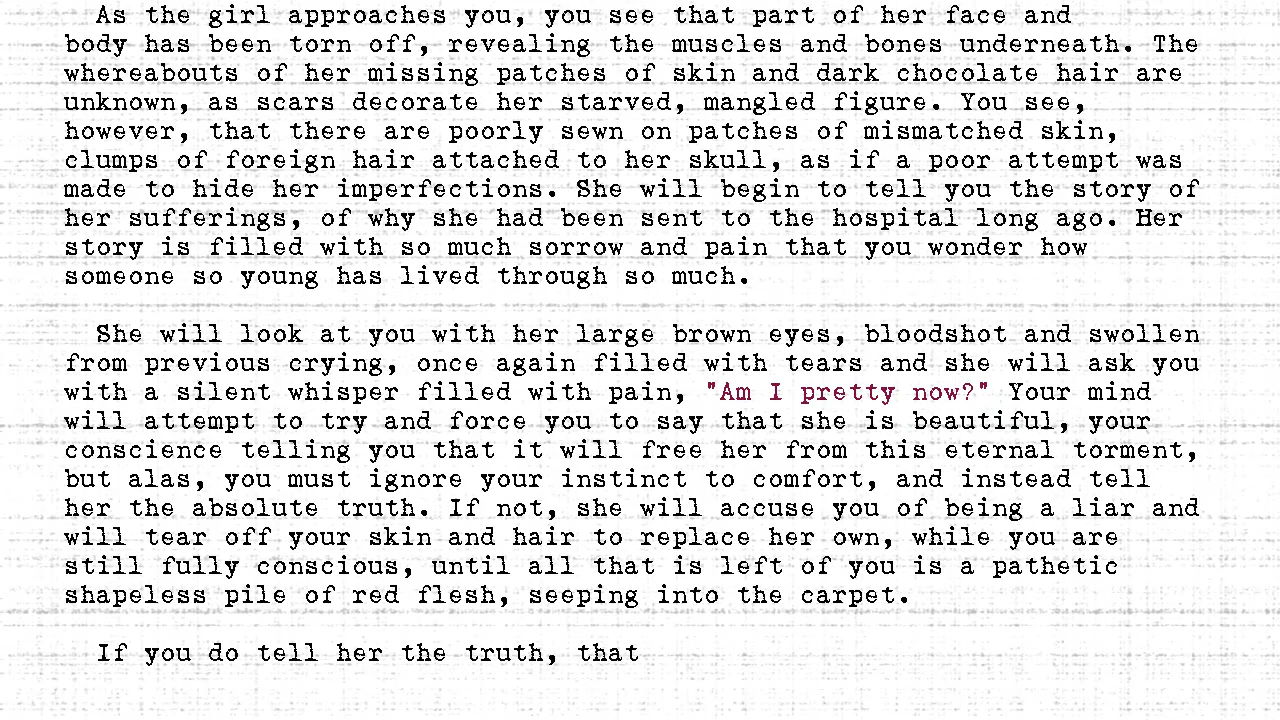 As the girl approaches you, you see that part of her face and
body has been torn off, revealing the muscles and bones underneath. The
whereabouts of her missing patches of skin and dark chocolate hair are
unknown, as scars decorate her starved, mangled figure. You see,
however, that there are poorly sewn on patches of mismatched skin,
clumps of foreign hair attached to her skull, as if a poor attempt was
made to hide her imperfections. She will begin to tell you the story of
her sufferings, of why she had been sent to the hospital long ago. Her
story is filled with so much sorrow and pain that you wonder how
someone so young has lived through so much.
She will look at you with her large brown eyes, bloodshot and swollen
from previous crying, once again filled with tears and she will ask you
with a silent whisper filled with pain, "Am I pretty now?" Your mind
will attempt to try and force you to say that she is beautiful, your
conscience telling you that it will free her from this eternal torment,
but alas, you must ignore your instinct to comfort, and instead tell
her the absolute truth. If not, she will accuse you of being a liar and
will tear off your skin and hair to replace her own, while you are
still fully conscious, until all that is left of you is a pathetic
shapeless pile of red flesh, seeping into the carpet.
If you do tell her the truth, that